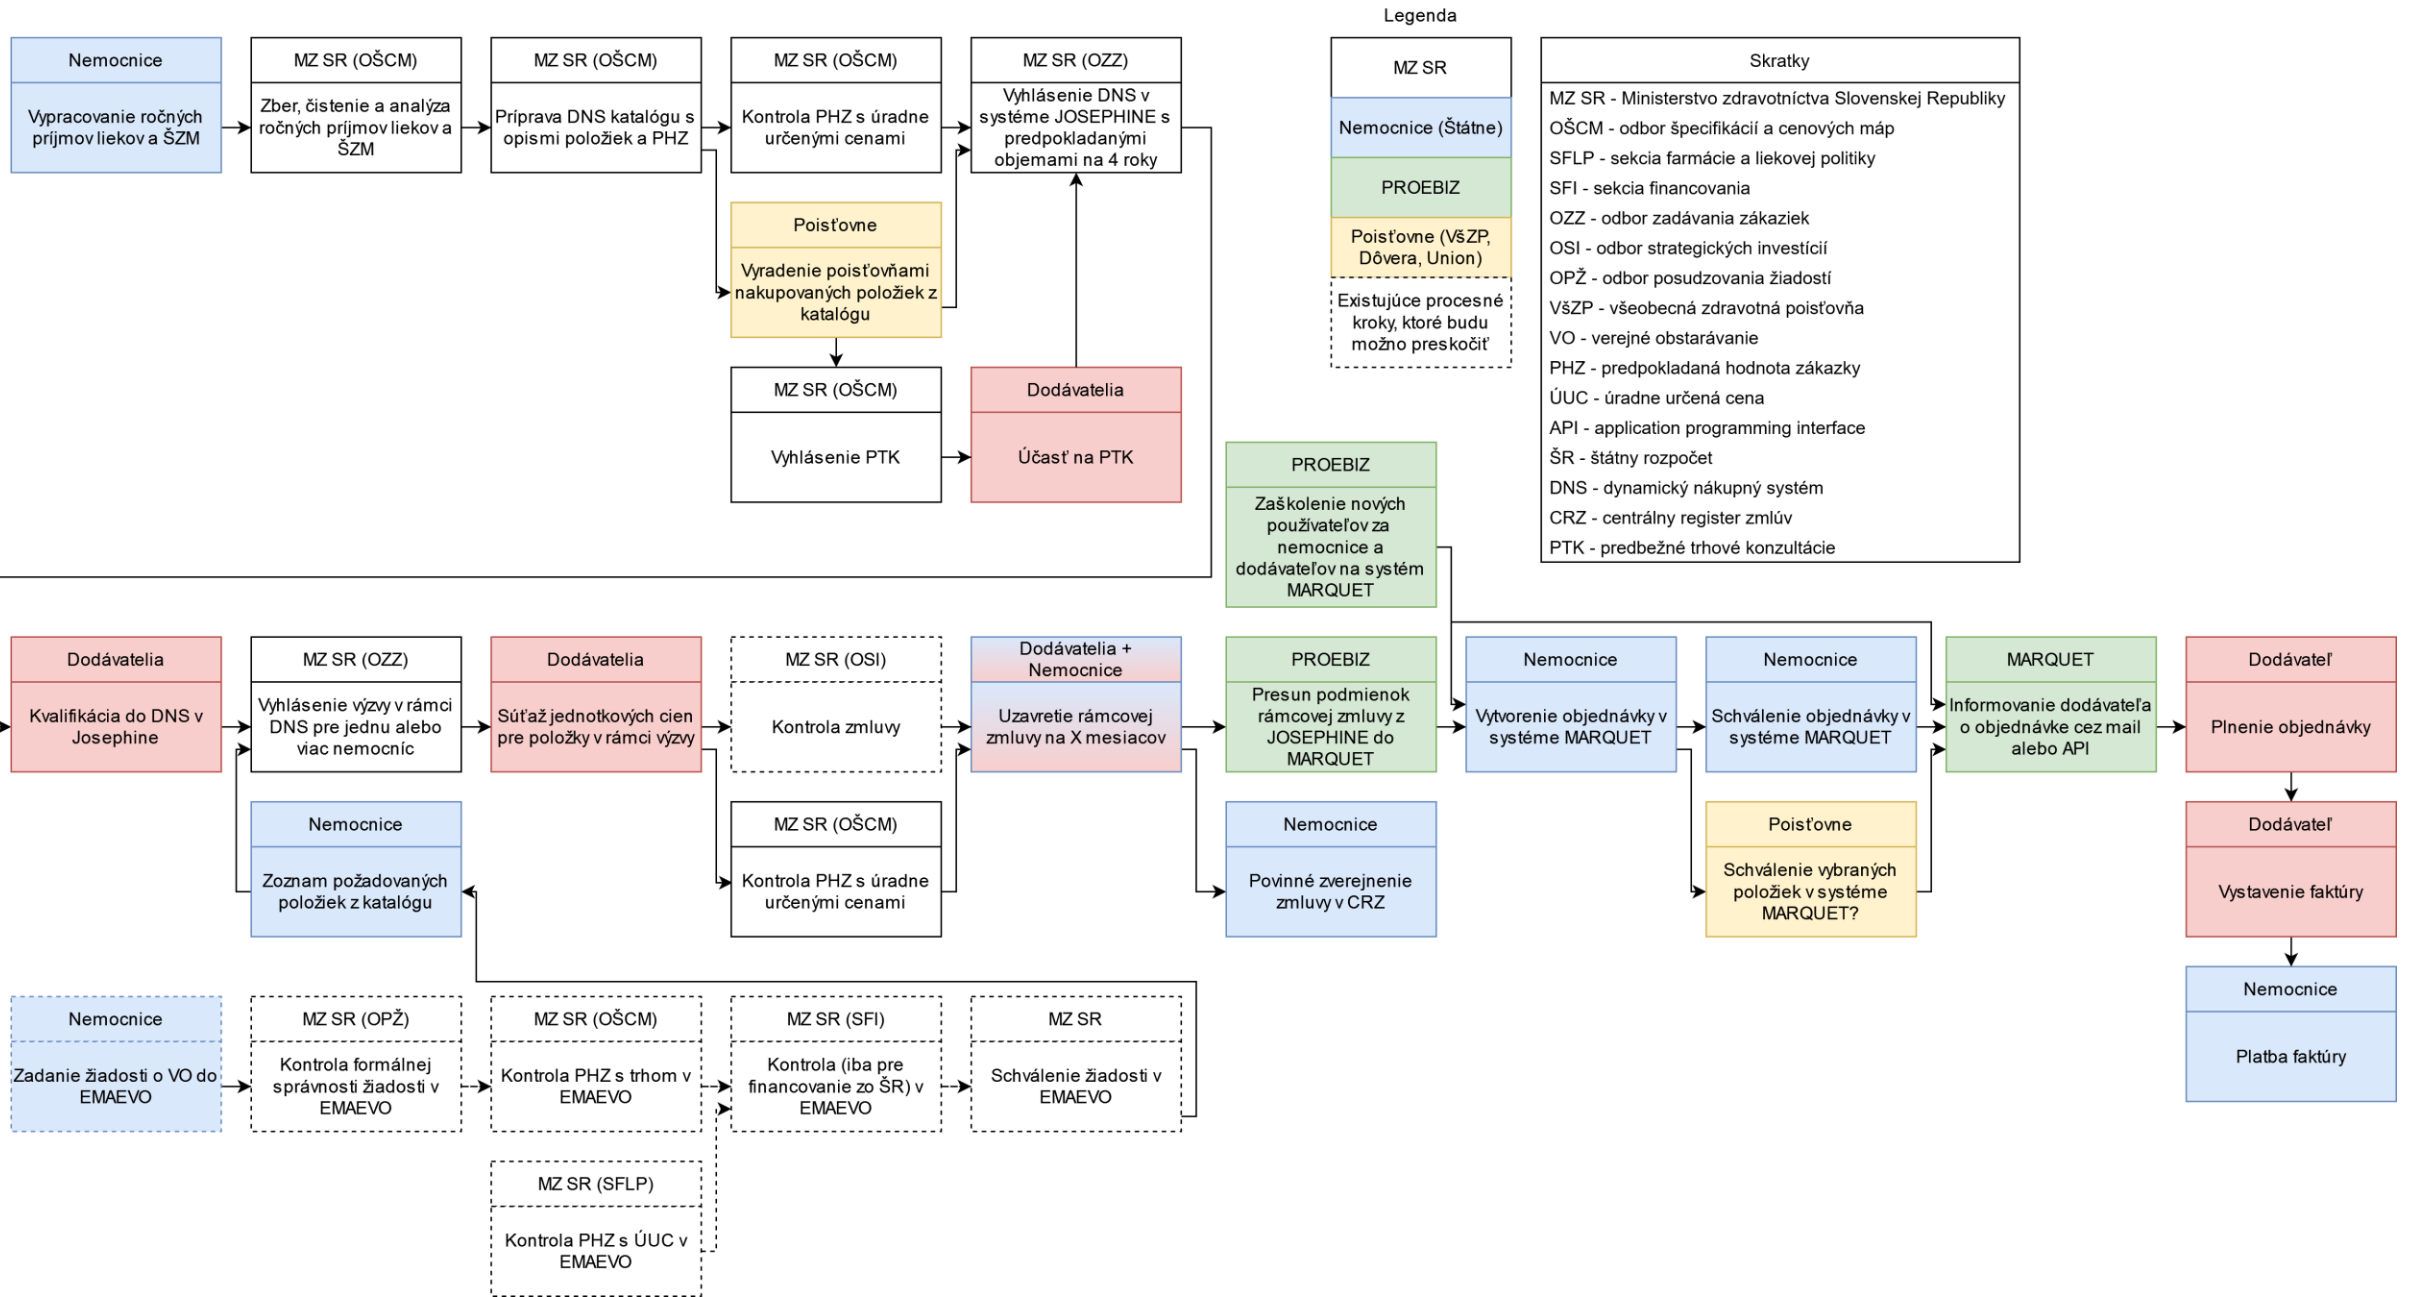 Legenda
Nemocnice
Vypracovanie ročných
príjmov liekov a ŠZM
MZ SR (OŠCM)
Zber, čistenie a analýza
ročných príjmov liekov a
ŠZM
MZ SR (OŠCM)
Príprava DNS katalógu s
opismi položiek a PHZ
MZ SR (OŠCM)
Kontrola PHZ s úradne
určenými cenami
MZ SR (OZZ)
Vyhlásenie DNS v
systéme JOSEPHINE s
predpokladanými
objemami na 4 roky
Poisťovne
Vyradenie poisťovňami
nakupovaných položiek z
katalógu
MZ SR (OŠCM)
Vyhlásenie PTK
Dodávatelia
Účasť na PTK
MZ SR
Nemocnice (Štátne)
PROEBIZ
Poisťovne (VšZP,
Dôvera, Union)
Existujúce procesné
kroky, ktoré budu
možno preskočiť
Skratky
MZ SR - Ministerstvo zdravotníctva Slovenskej Republiky
OŠCM - odbor špecifikácií a cenových máp
SFLP - sekcia farmácie a liekovej politiky
SFI - sekcia financovania
OZZ - odbor zadávania zákaziek
OSI - odbor strategických investícií
OPŽ - odbor posudzovania žiadostí
VšZP - všeobecná zdravotná poisťovňa
VO - verejné obstarávanie
PHZ - predpokladaná hodnota zákazky
ÚUC - úradne určená cena
API - application programming interface
ŠR - štátny rozpočet
DNS - dynamický nákupný systém
CRZ - centrálny register zmlúv
PTK - predbežné trhové konzultácie
PROEBIZ
Zaškolenie nových
používateľov za
nemocnice a
dodávateľov na systém
MARQUET
Dodávatelia
Kvalifikácia do DNS v
Josephine
MZ SR (OZZ)
Vyhlásenie výzvy v rámci
DNS pre jednu alebo
viac nemocníc
Dodávatelia
Súťaž jednotkových cien
pre položky v rámci výzvy
MZ SR (OSI)
Kontrola zmluvy
Dodávatelia +
Nemocnice
Uzavretie rámcovej
zmluvy na X mesiacov
PROEBIZ
Presun podmienok
rámcovej zmluvy z
JOSEPHINE do
MARQUET
Nemocnice
Vytvorenie objednávky v
systéme MARQUET
Nemocnice
Schválenie objednávky v
systéme MARQUET
MARQUET
Informovanie dodávateľa
o objednávke cez mail
alebo API
Dodávateľ
Plnenie objednávky
Nemocnice
Zoznam požadovaných
položiek z katalógu
MZ SR (OŠCM)
Kontrola PHZ s úradne
určenými cenami
Nemocnice
Povinné zverejnenie
zmluvy v CRZ
Poisťovne
Schválenie vybraných
položiek v systéme
MARQUET?
Dodávateľ
Vystavenie faktúry
Nemocnice
Platba faktúry
Nemocnice
Zadanie žiadosti o VO do
EMAEVO
MZ SR (OPŽ)
Kontrola formálnej
správnosti žiadosti v
EMAEVO
MZ SR (OŠCM)
Kontrola PHZ s trhom v
EMAEVO
MZ SR (SFI)
Kontrola (iba pre
financovanie zo ŠR) v
EMAEVO
MZ SR
Schválenie žiadosti v
EMAEVO
MZ SR (SFLP)
Kontrola PHZ s ÚUC v
EMAEVO